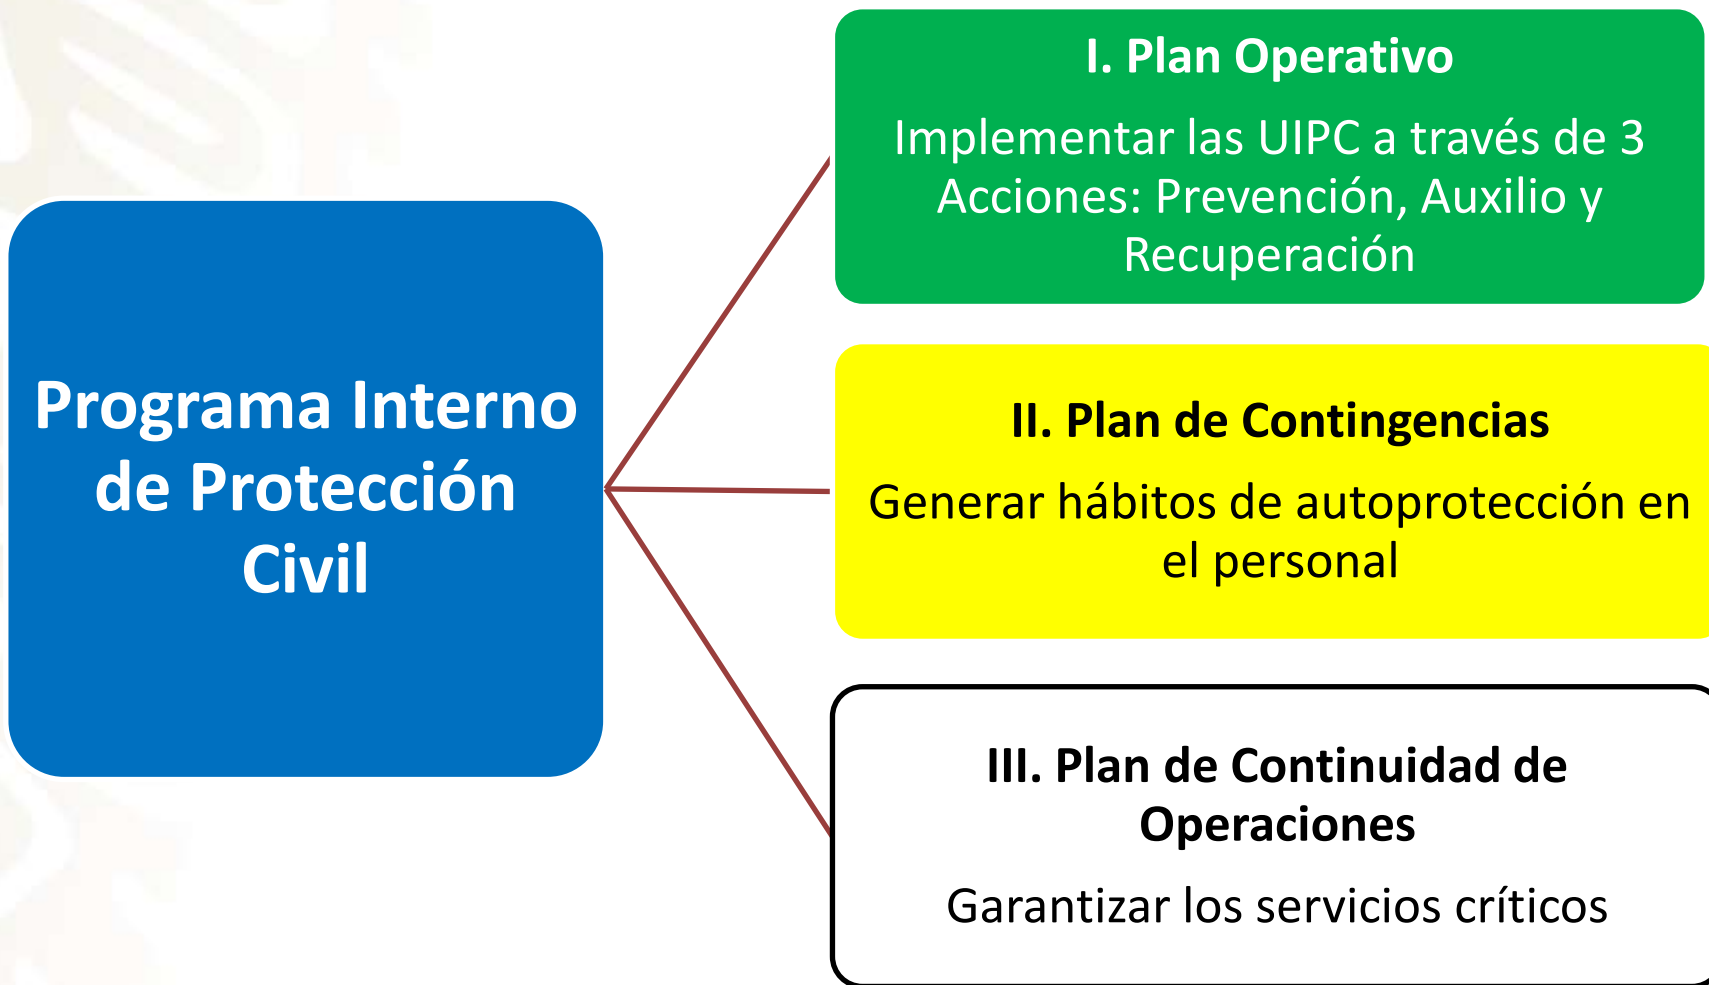 Programa Interno
de Protección
Civil
I. Plan Operativo
Implementar las UIPC a través de 3
Acciones: Prevención, Auxilio y
Recuperación
II. Plan de Contingencias
Generar hábitos de autoprotección en
el personal
III. Plan de Continuidad de
Operaciones
Garantizar los servicios críticos